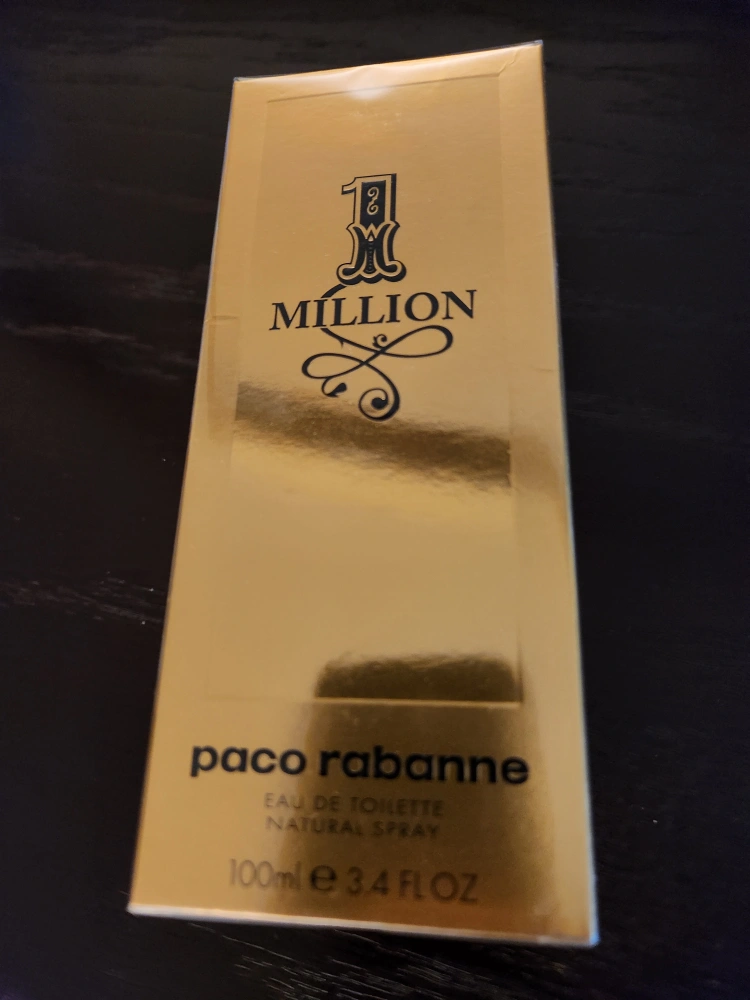 1
MILLION
paco rabanne
EAU DE TOILETTE
NATURAL SPRAY
100ml e 3.4 FL OZ